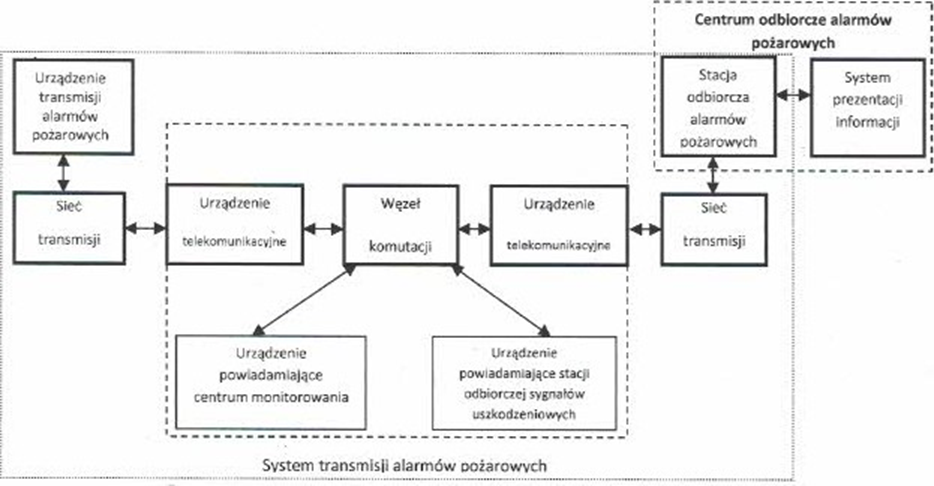 Centrum odbiorcze alarmów
pożarowych
Urządzenie
transmisji
alarmów
pożarowych
Stacja
odbiorcza
alarmów
pożarowych
System
prezentacji
informacji
Sieć
transmisji
Urządzenie
telekomunikacyjne
Węzeł
komutacji
Urządzenie
telekomunikacyjne
Sieć
transmisji
Urządzenie
powiadamiające
centrum monitorowania
Urządzenie
powiadamiające stacji
odbiorczej sygnałów
uszkodzeniowych
System transmisji alarmów pożarowych